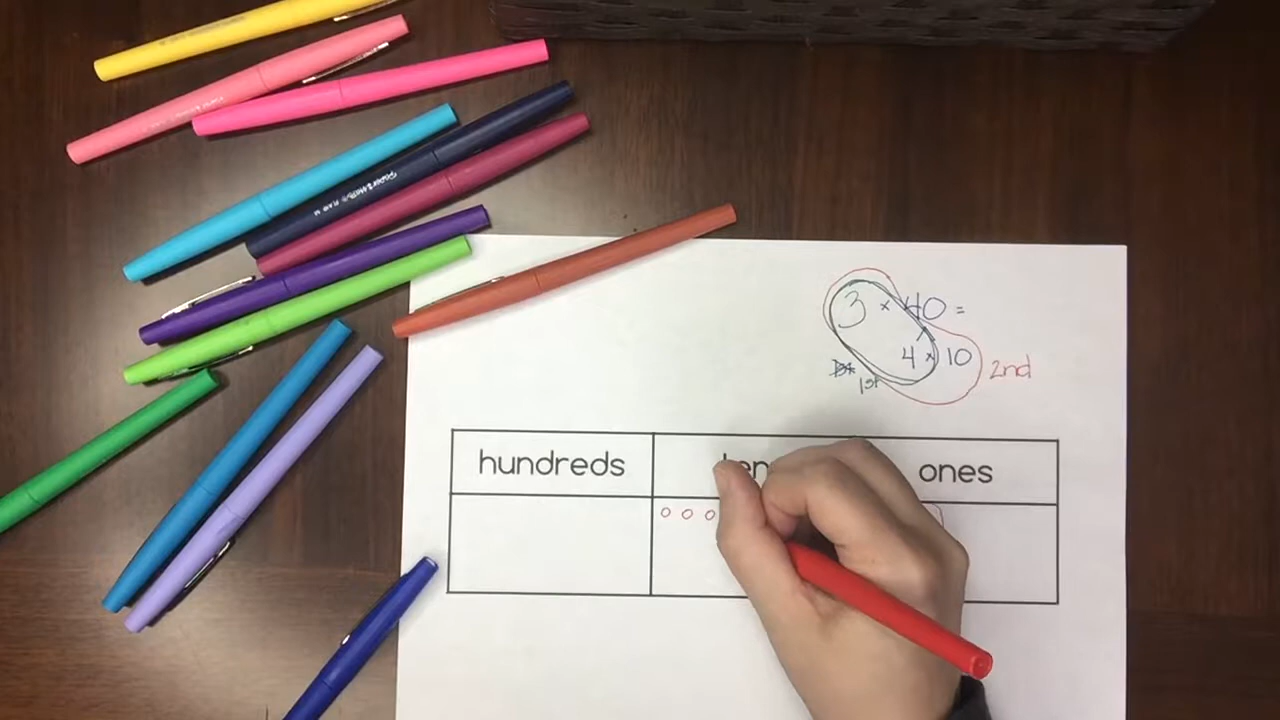 3 × 40 =
4 × 10
1st
2nd
hundreds
ones